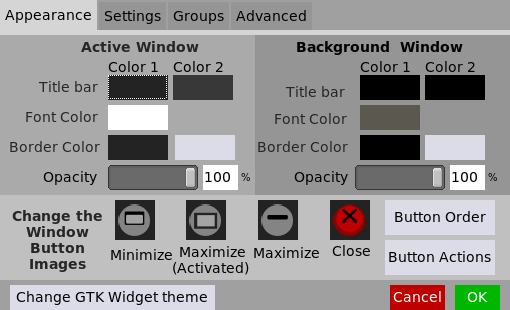 Appearance Settings Groups Advanced
Active Window Background Window
Color 1 Color 2 Color 1 Color 2
Title bar Title bar
Font Color Font Color
Border Color Border Color
Opacity 100 % Opacity 100 %
Change the
Window
Button
Images
Minimize
Maximize
(Activated)
Maximize
Close
Button Order
Button Actions
Change GTK Widget theme Cancel OK